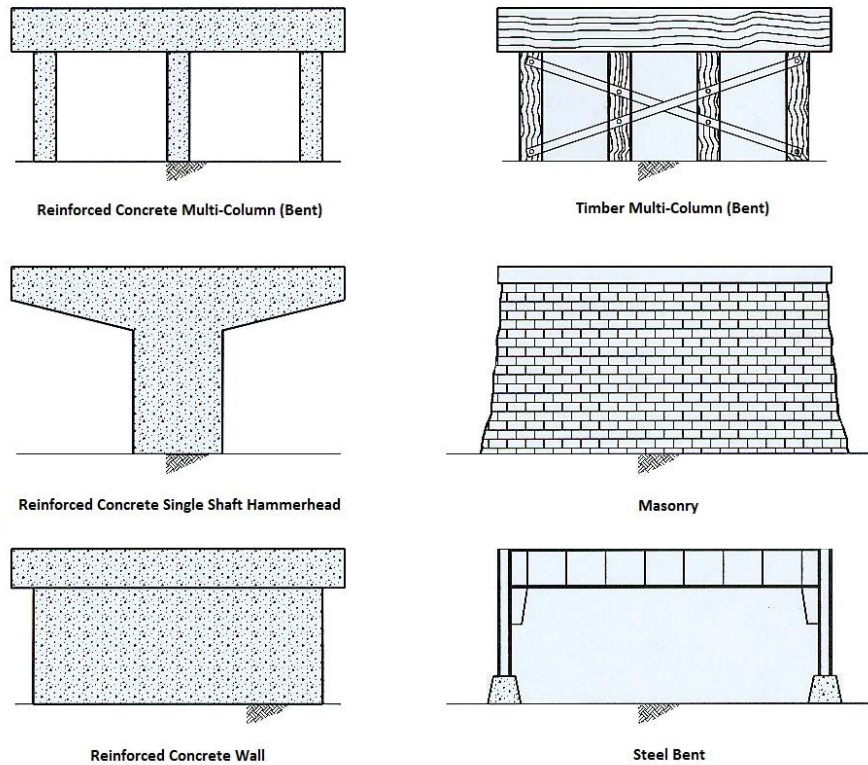 Reinforced Concrete Multi-Column (Bent)
Timber Multi-Column (Bent)
Reinforced Concrete Single Shaft Hammerhead
Masonry
Reinforced Concrete Wall
Steel Bent